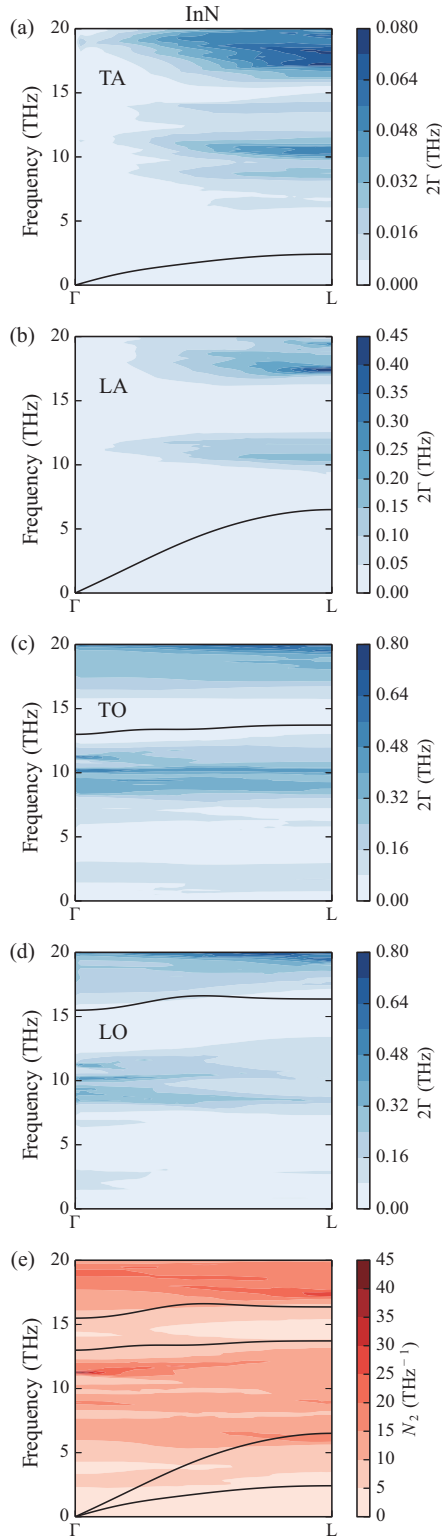 InN
(a)
TA
Frequency (THz)
20
15
10
5
0
Γ
L
0.080
0.064
0.048
0.032
0.016
0.000
2Γ (THz)
(b)
LA
Frequency (THz)
20
15
10
5
0
Γ
L
0.45
0.40
0.35
0.30
0.25
0.20
0.15
0.10
0.05
0.00
2Γ (THz)
(c)
TO
Frequency (THz)
20
15
10
5
0
Γ
L
0.80
0.64
0.48
0.32
0.16
0.00
2Γ (THz)
(d)
LO
Frequency (THz)
20
15
10
5
0
Γ
L
0.80
0.64
0.48
0.32
0.16
0.00
2Γ (THz)
(e)
Frequency (THz)
20
15
10
5
0
Γ
L
45
40
35
30
25
20
15
10
5
0
N₂ (THz⁻¹)